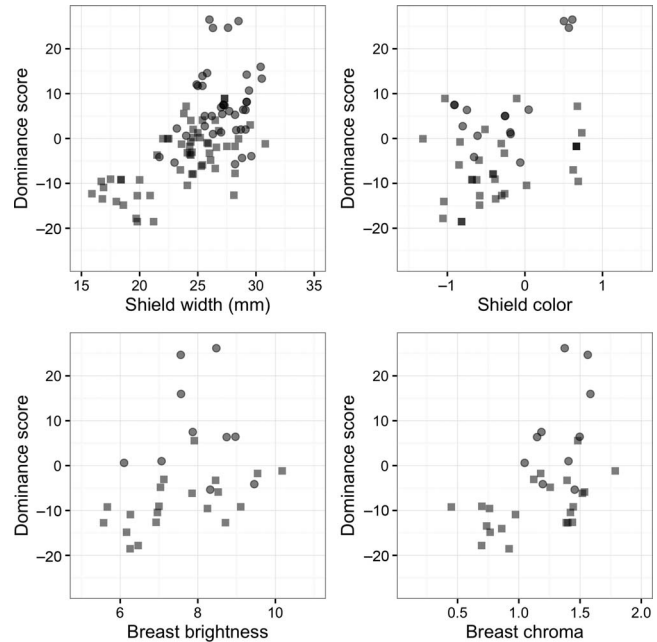 Dominance score
20
10
0
−10
−20
15 20 25 30 35
Shield width (mm)
Dominance score
20
10
0
−10
−20
−1 0 1
Shield color
Dominance score
20
10
0
−10
−20
6 8 10
Breast brightness
Dominance score
20
10
0
−10
−20
0.5 1.0 1.5 2.0
Breast chroma